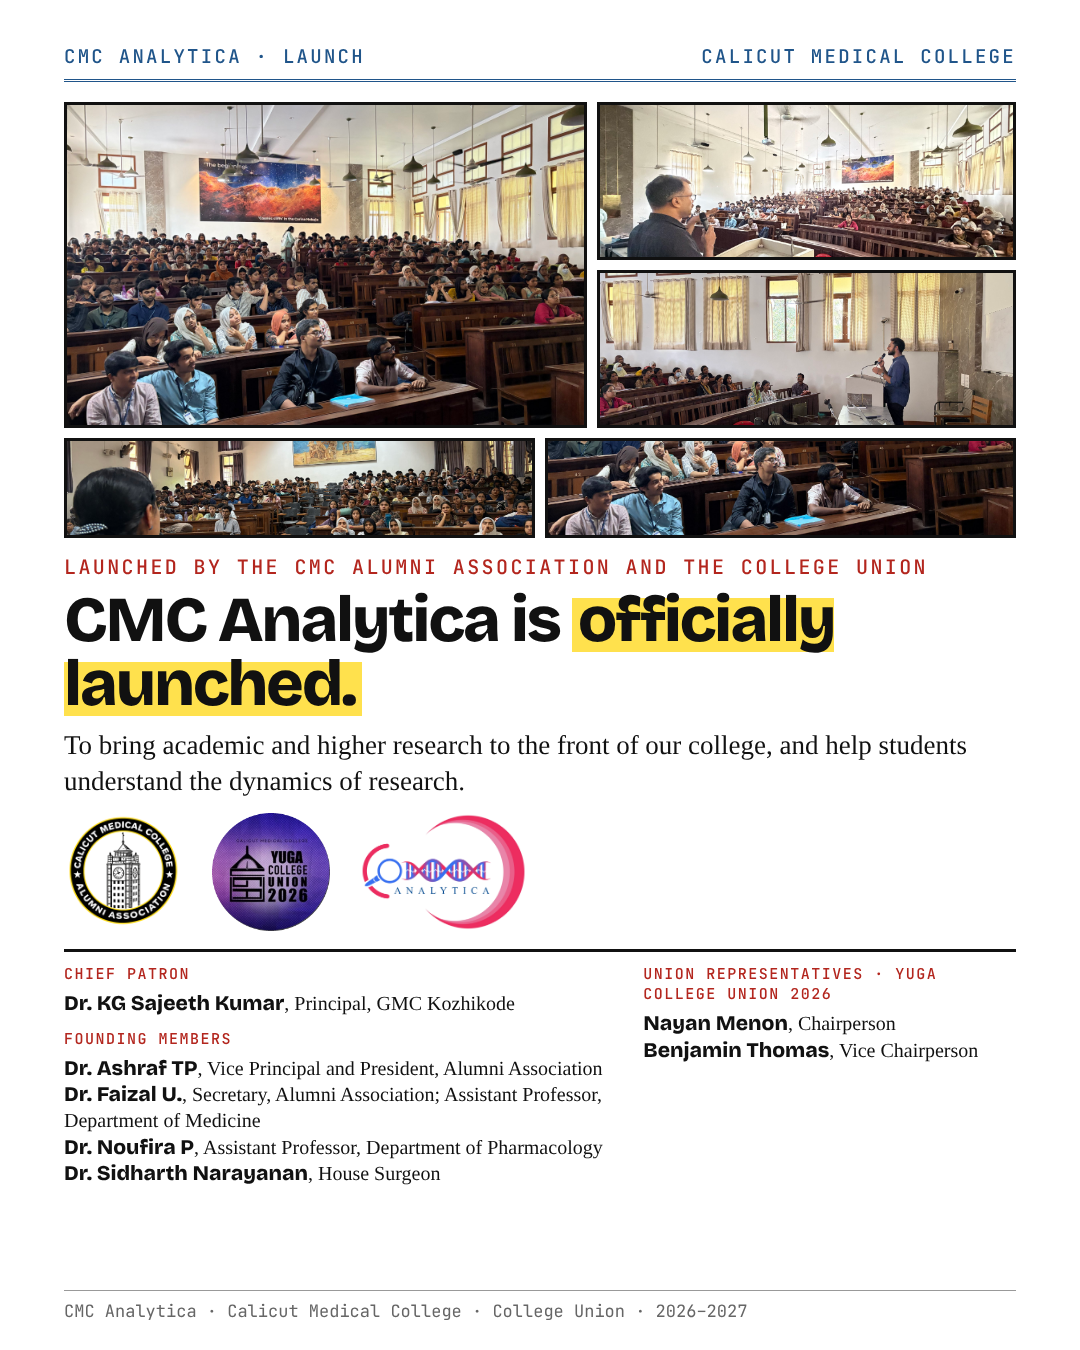 CMC ANALYTICA · LAUNCH
CALICUT MEDICAL COLLEGE
LAUNCHED BY THE CMC ALUMNI ASSOCIATION AND THE COLLEGE UNION
CMC Analytica is officially
launched.
To bring academic and higher research to the front of our college, and help students
understand the dynamics of research.
CALICUT MEDICAL COLLEGE
ALUMNI ASSOCIATION
CALICUT MEDICAL COLLEGE
YUGA
COLLEGE
UNION
2026
ANALYTICA
CHIEF PATRON
Dr. KG Sajeeth Kumar, Principal, GMC Kozhikode
FOUNDING MEMBERS
Dr. Ashraf TP, Vice Principal and President, Alumni Association
Dr. Faizal U., Secretary, Alumni Association; Assistant Professor,
Department of Medicine
Dr. Noufira P, Assistant Professor, Department of Pharmacology
Dr. Sidharth Narayanan, House Surgeon
UNION REPRESENTATIVES · YUGA
COLLEGE UNION 2026
Nayan Menon, Chairperson
Benjamin Thomas, Vice Chairperson
CMC Analytica · Calicut Medical College · College Union · 2026–2027